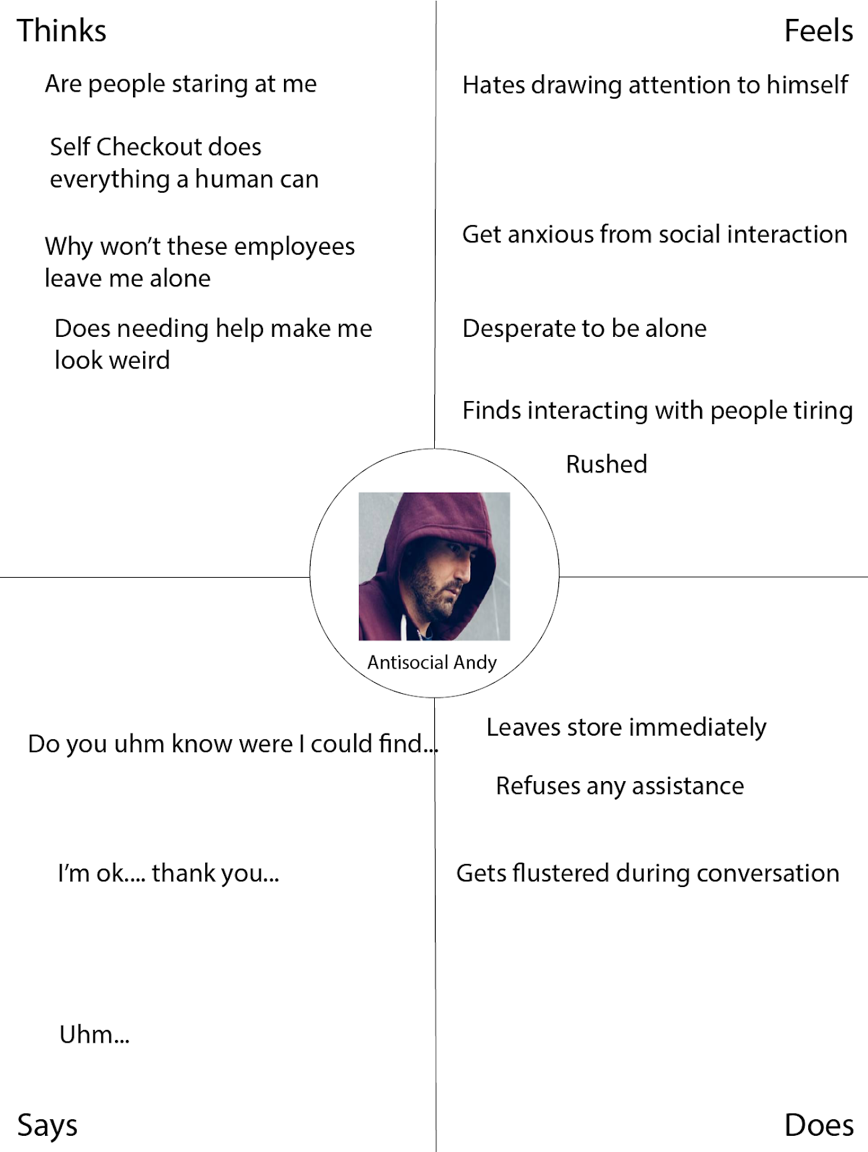 Thinks
Are people staring at me
Self Checkout does
everything a human can
Why won't these employees
leave me alone
Does needing help make me
look weird
Feels
Hates drawing attention to himself
Get anxious from social interaction
Desperate to be alone
Finds interacting with people tiring
Rushed
Antisocial Andy
Do you uhm know were I could find...
I'm ok.... thank you...
Uhm...
Says
Leaves store immediately
Refuses any assistance
Gets flustered during conversation
Does